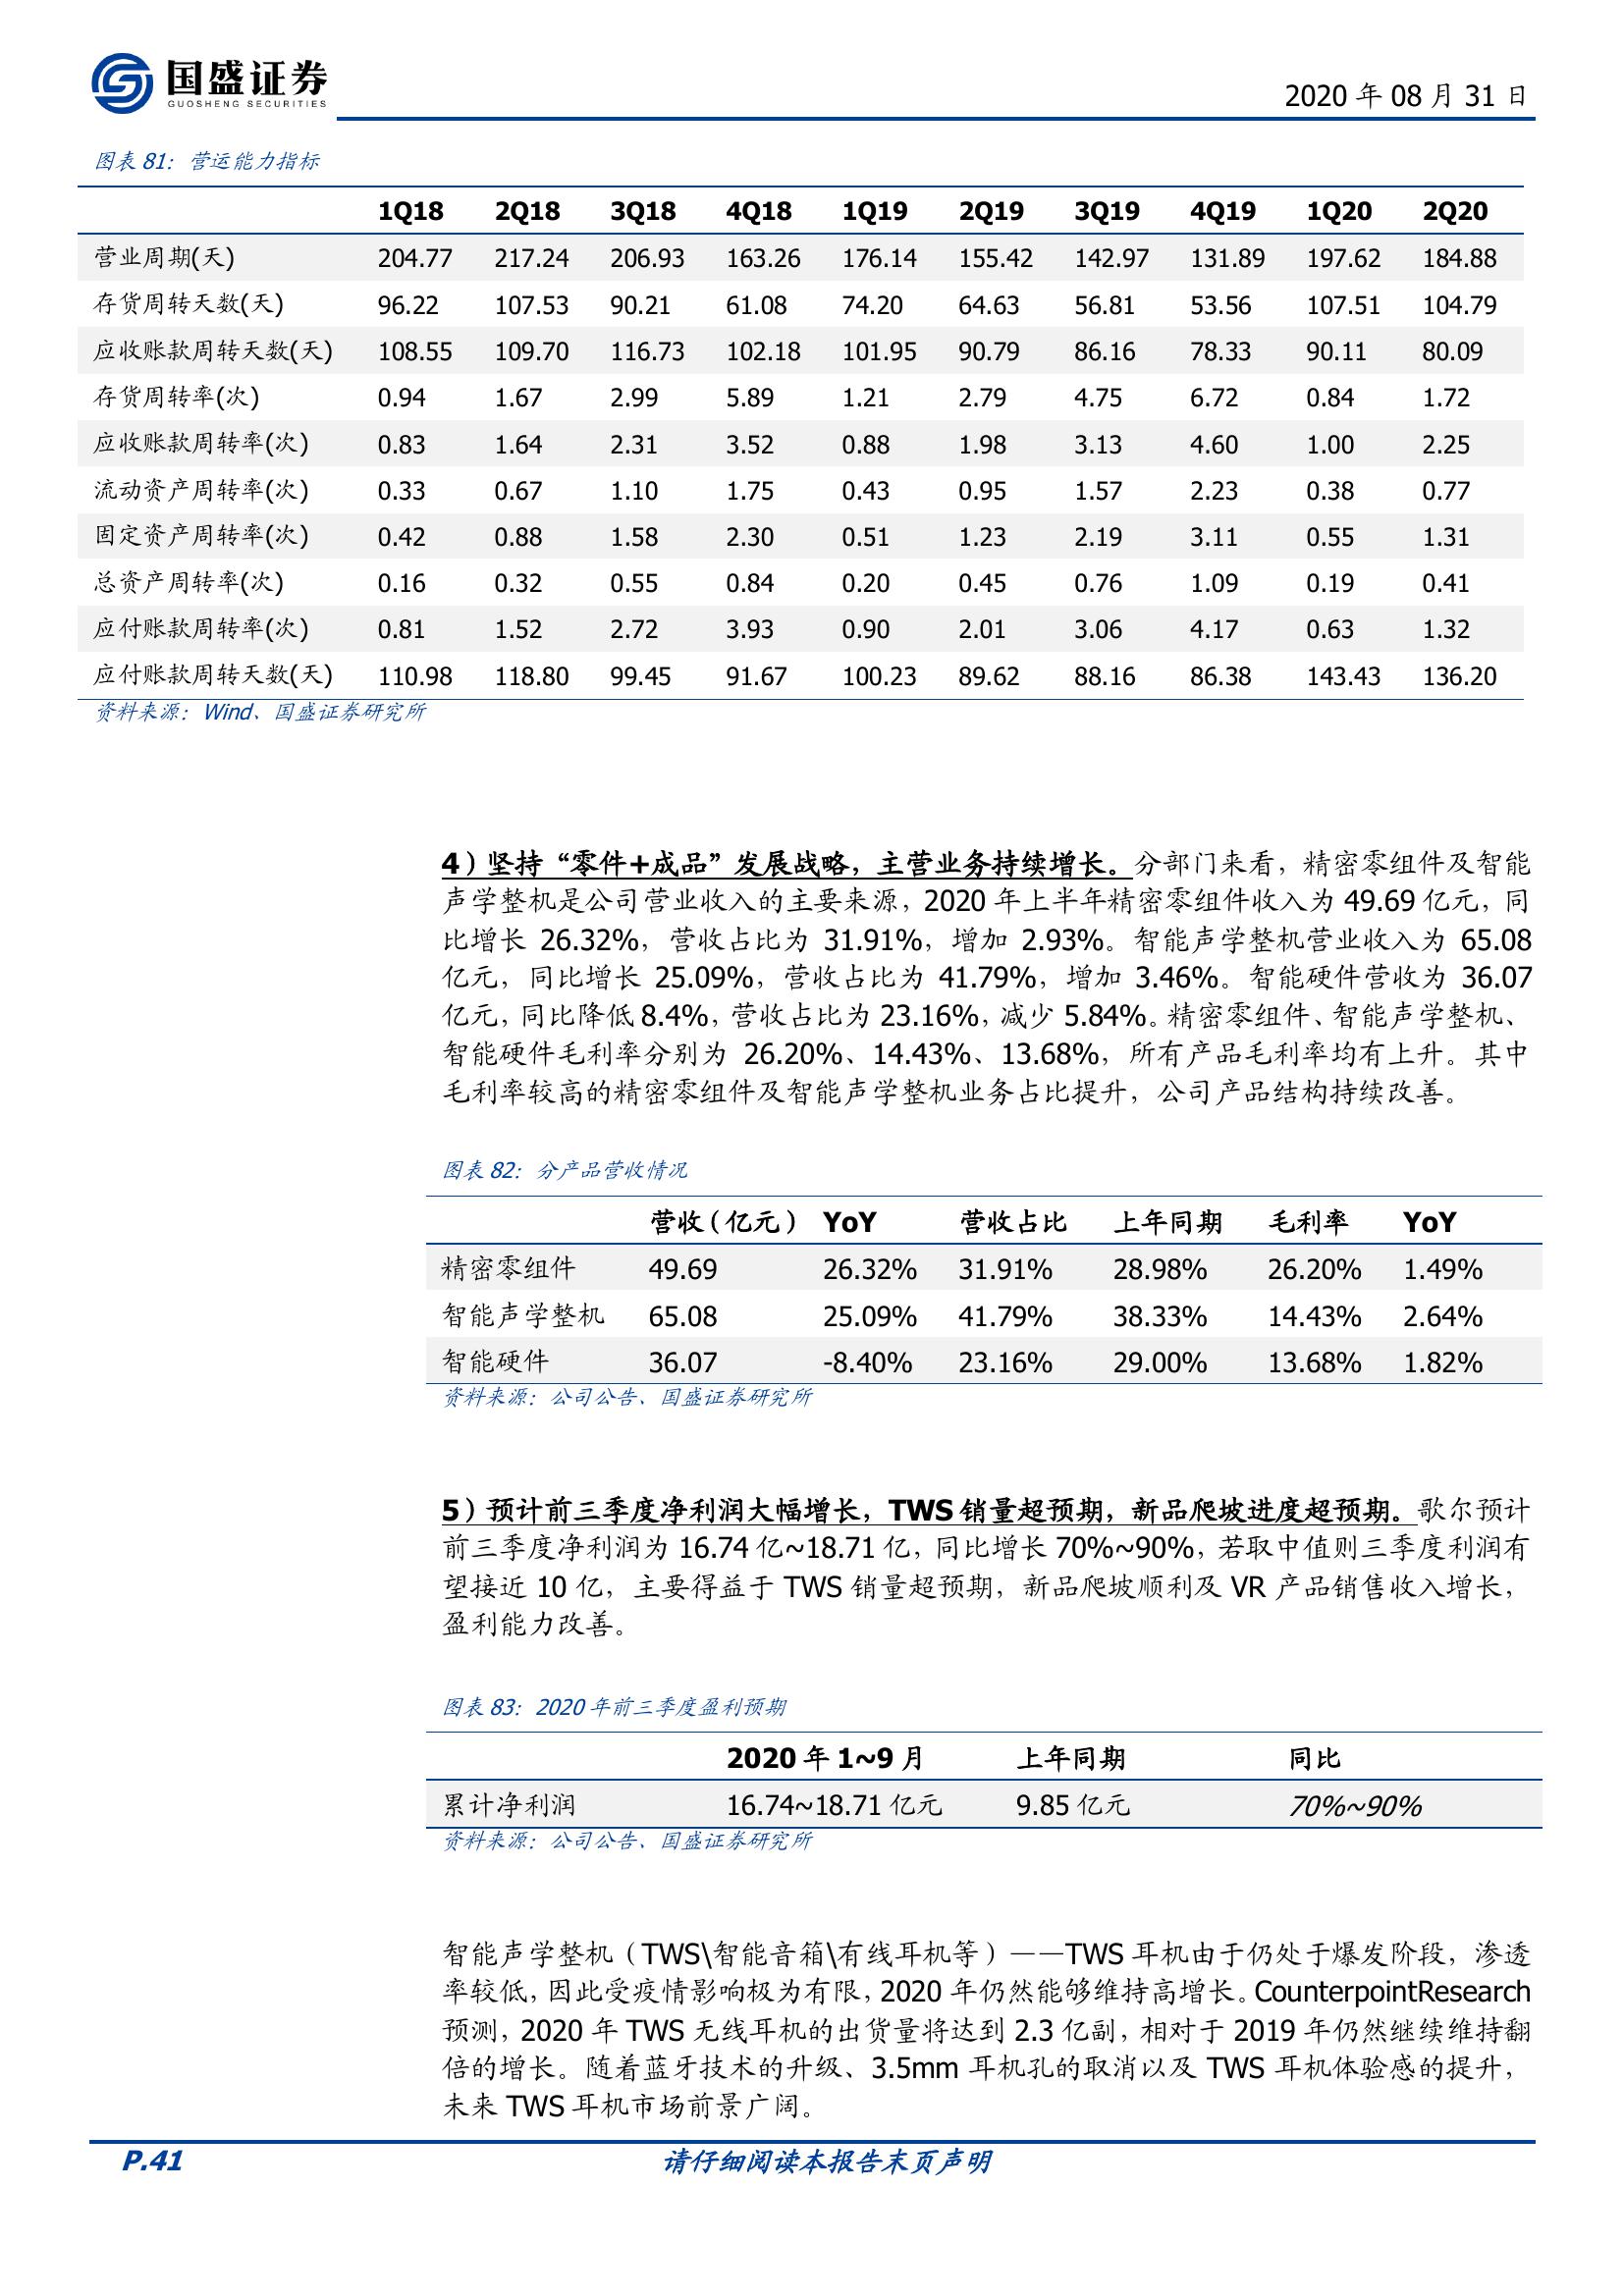 国盛证券
GUOSHENG SECURITIES
2020 年 08 月 31 日
图表 81：营运能力指标
1Q18 2Q18 3Q18 4Q18 1Q19 2Q19 3Q19 4Q19 1Q20 2Q20
营业周期(天) 204.77 217.24 206.93 163.26 176.14 155.42 142.97 131.89 197.62 184.88
存货周转天数(天) 96.22 107.53 90.21 61.08 74.20 64.63 56.81 53.56 107.51 104.79
应收账款周转天数(天) 108.55 109.70 116.73 102.18 101.95 90.79 86.16 78.33 90.11 80.09
存货周转率(次) 0.94 1.67 2.99 5.89 1.21 2.79 4.75 6.72 0.84 1.72
应收账款周转率(次) 0.83 1.64 2.31 3.52 0.88 1.98 3.13 4.60 1.00 2.25
流动资产周转率(次) 0.33 0.67 1.10 1.75 0.43 0.95 1.57 2.23 0.38 0.77
固定资产周转率(次) 0.42 0.88 1.58 2.30 0.51 1.23 2.19 3.11 0.55 1.31
总资产周转率(次) 0.16 0.32 0.55 0.84 0.20 0.45 0.76 1.09 0.19 0.41
应付账款周转率(次) 0.81 1.52 2.72 3.93 0.90 2.01 3.06 4.17 0.63 1.32
应付账款周转天数(天) 110.98 118.80 99.45 91.67 100.23 89.62 88.16 86.38 143.43 136.20
资料来源：Wind、国盛证券研究所
4）坚持“零件+成品”发展战略，主营业务持续增长。分部门来看，精密零组件及智能
声学整机是公司营业收入的主要来源，2020 年上半年精密零组件收入为 49.69 亿元，同
比增长 26.32%，营收占比为 31.91%，增加 2.93%。智能声学整机营业收入为 65.08
亿元，同比增长 25.09%，营收占比为 41.79%，增加 3.46%。智能硬件营收为 36.07
亿元，同比降低 8.4%，营收占比为 23.16%，减少 5.84%。精密零组件、智能声学整机、
智能硬件毛利率分别为 26.20%、14.43%、13.68%，所有产品毛利率均有上升。其中
毛利率较高的精密零组件及智能声学整机业务占比提升，公司产品结构持续改善。
图表 82：分产品营收情况
营收（亿元） YoY 营收占比 上年同期 毛利率 YoY
精密零组件 49.69 26.32% 31.91% 28.98% 26.20% 1.49%
智能声学整机 65.08 25.09% 41.79% 38.33% 14.43% 2.64%
智能硬件 36.07 -8.40% 23.16% 29.00% 13.68% 1.82%
资料来源：公司公告、国盛证券研究所
5）预计前三季度净利润大幅增长，TWS 销量超预期，新品爬坡进度超预期。歌尔预计
前三季度净利润为 16.74 亿~18.71 亿，同比增长 70%~90%，若取中值则三季度利润有
望接近 10 亿，主要得益于 TWS 销量超预期，新品爬坡顺利及 VR 产品销售收入增长，
盈利能力改善。
图表 83：2020 年前三季度盈利预期
2020 年 1~9 月 上年同期 同比
累计净利润 16.74~18.71 亿元 9.85 亿元 70%~90%
资料来源：公司公告、国盛证券研究所
智能声学整机（TWS\智能音箱\有线耳机等）——TWS 耳机由于仍处于爆发阶段，渗透
率较低，因此受疫情影响极为有限，2020 年仍然能够维持高增长。CounterpointResearch
预测，2020 年 TWS 无线耳机的出货量将达到 2.3 亿副，相对于 2019 年仍然继续维持翻
倍的增长。随着蓝牙技术的升级、3.5mm 耳机孔的取消以及 TWS 耳机体验感的提升，
未来 TWS 耳机市场前景广阔。
P.41 请仔细阅读本报告末页声明